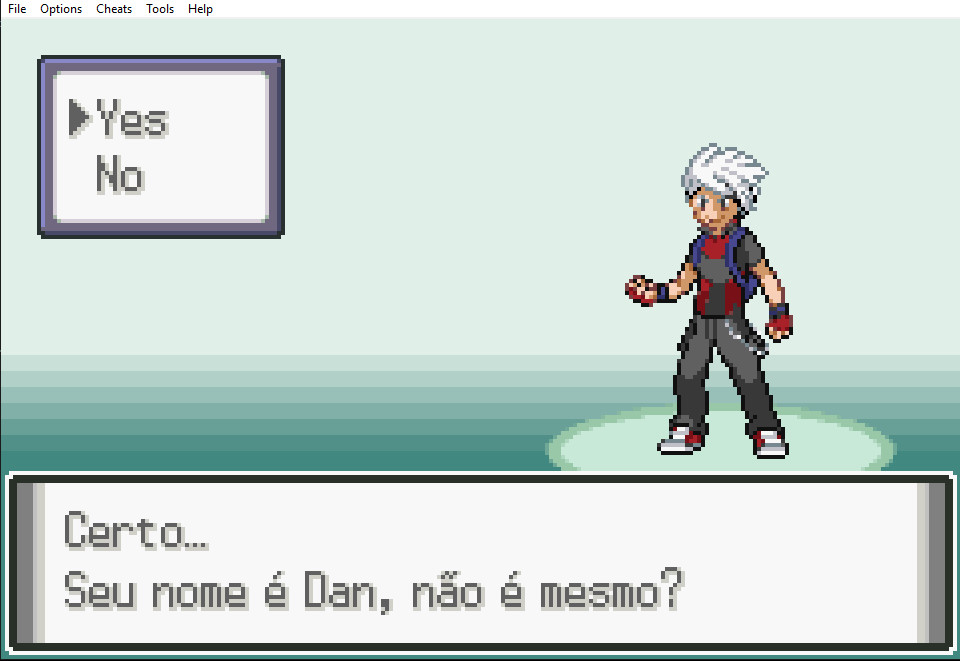 File Options Cheats Tools Help
Yes
No
Certo...
Seu nome é Dan, não é mesmo?